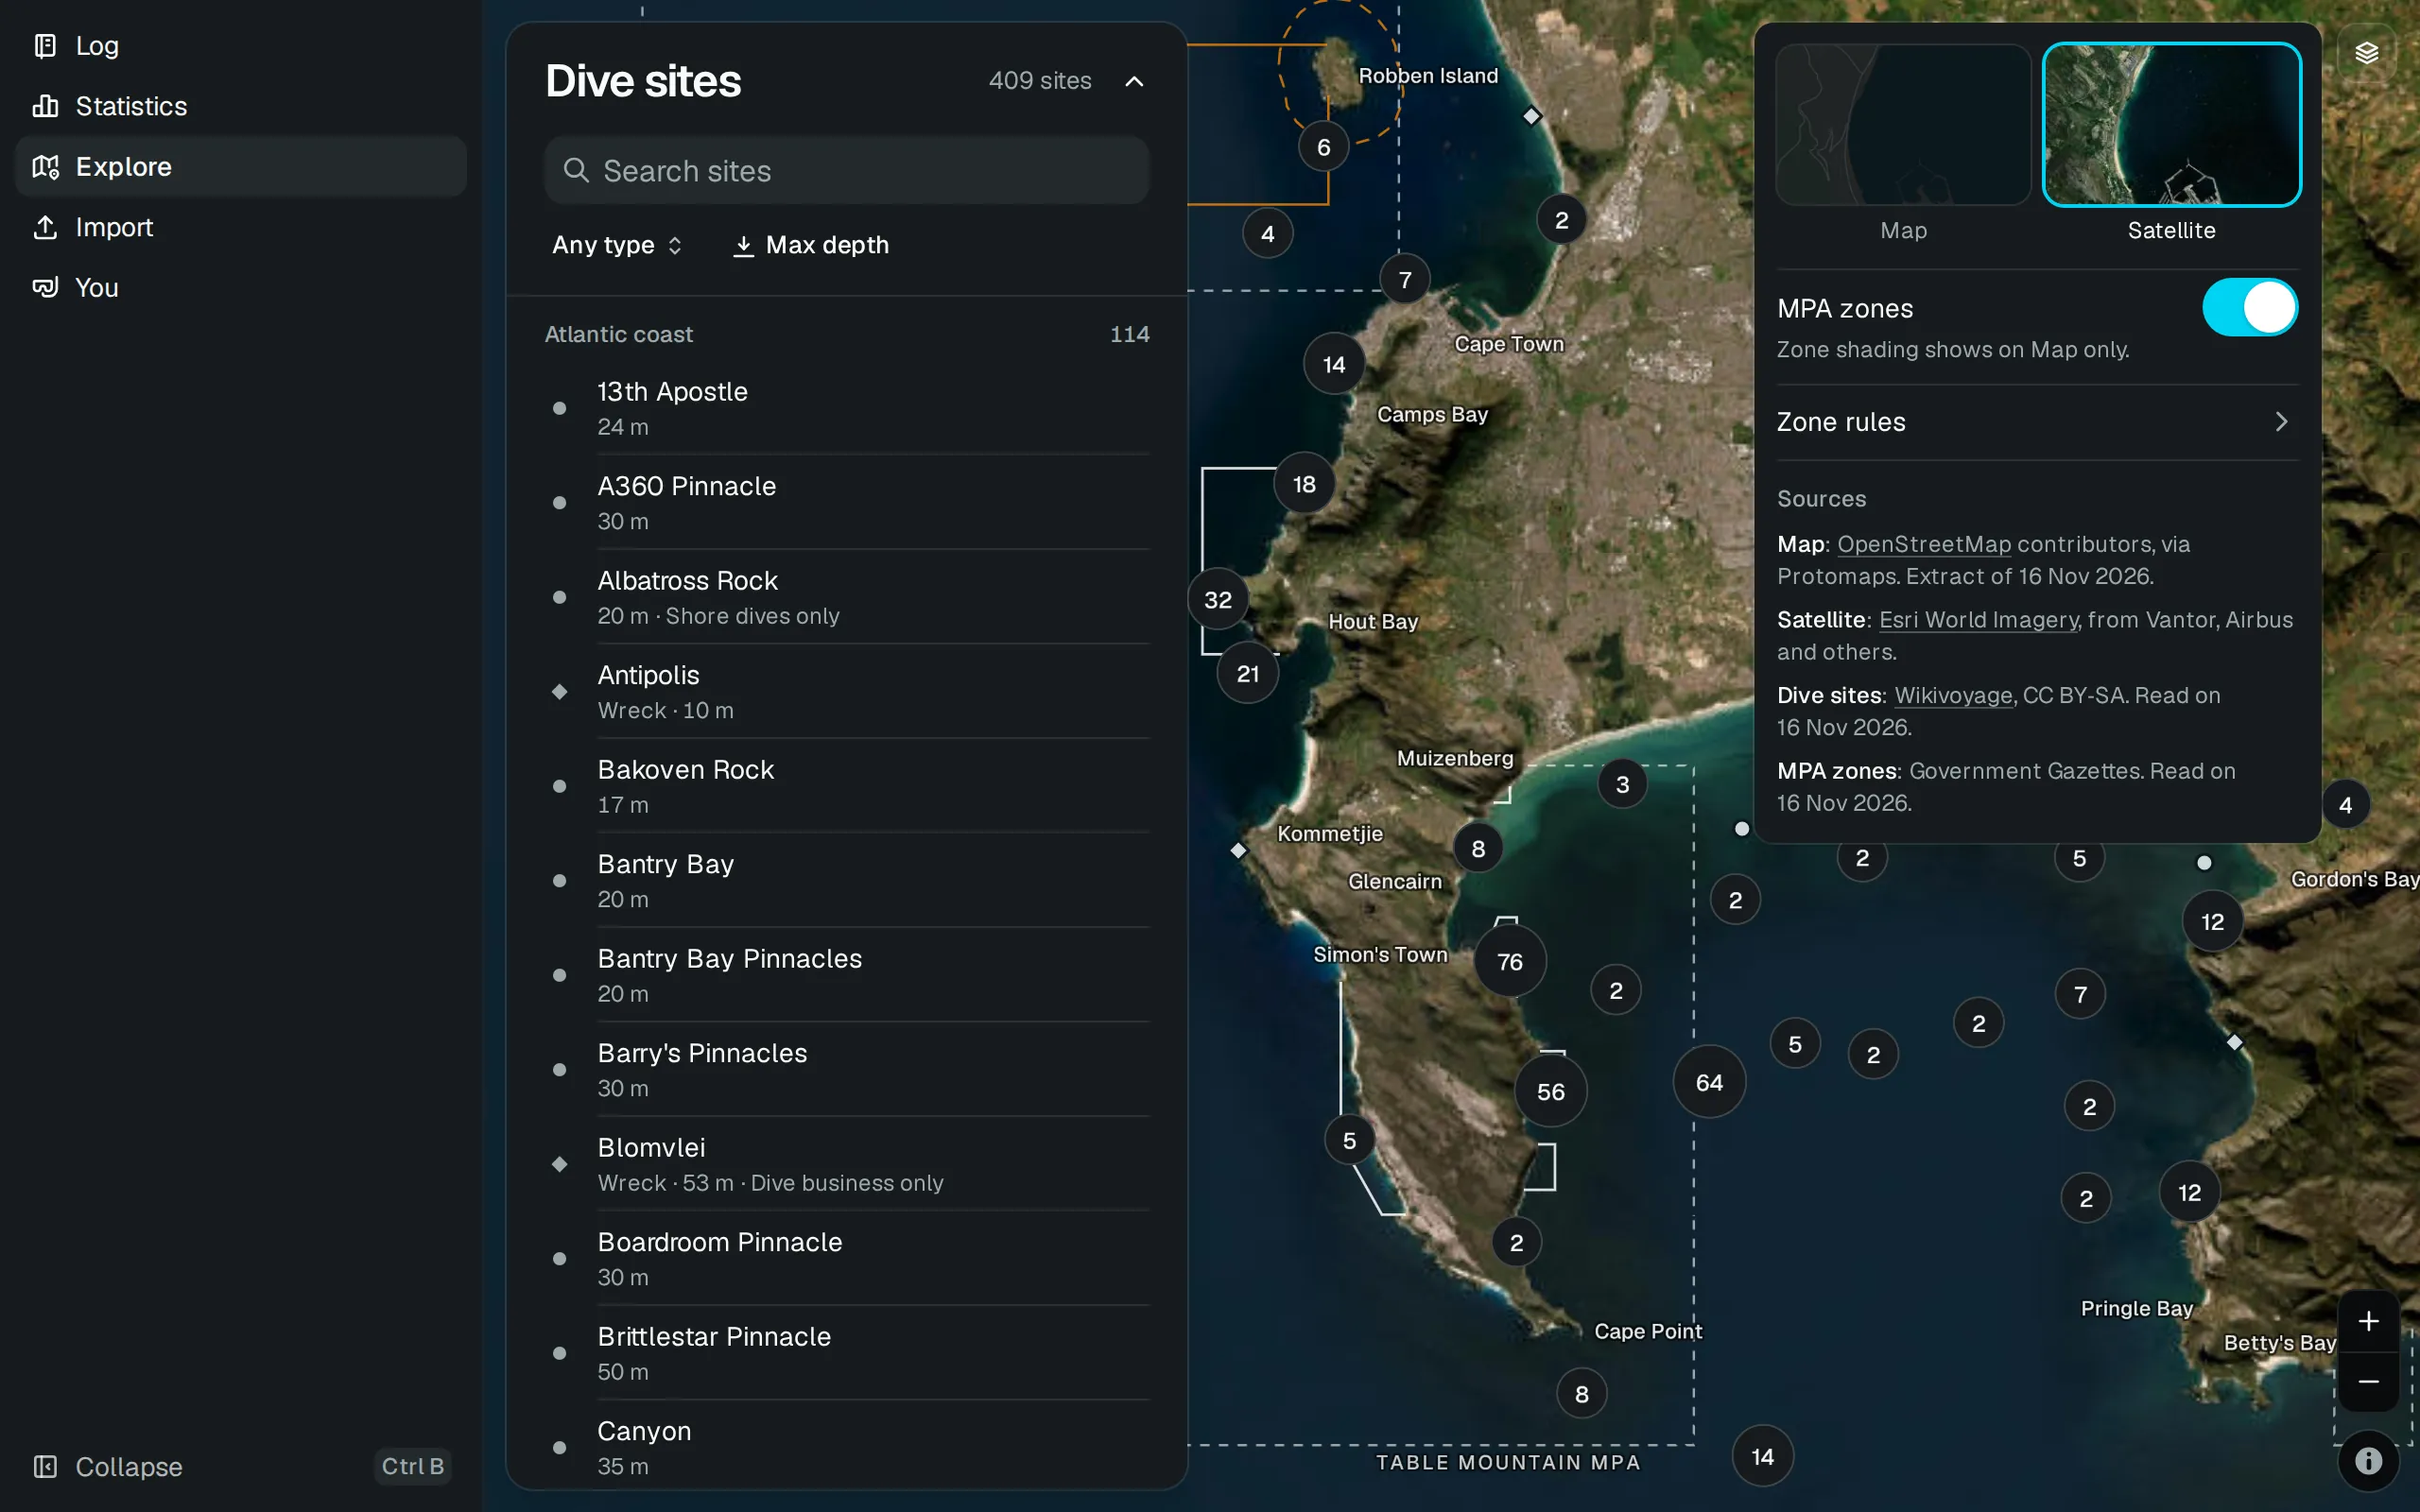 Log
Statistics
Explore
Import
You
Collapse
Ctrl B
Dive sites
409 sites
Search sites
Any type
Max depth
Atlantic coast
114
13th Apostle
24 m
A360 Pinnacle
30 m
Albatross Rock
20 m · Shore dives only
Antipolis
Wreck · 10 m
Bakoven Rock
17 m
Bantry Bay
20 m
Bantry Bay Pinnacles
20 m
Barry's Pinnacles
30 m
Blomvlei
Wreck · 53 m · Dive business only
Boardroom Pinnacle
30 m
Brittlestar Pinnacle
50 m
Canyon
35 m
Robben Island
6
4
2
7
Cape Town
14
Camps Bay
18
32
Hout Bay
21
Muizenberg
3
Kommetjie
8
Glencairn
2
2
5
4
Gordon's Bay
12
Simon's Town
76
2
7
2
5
2
64
56
2
5
2
12
2
Pringle Bay
Cape Point
Betty's Bay
8
14
TABLE MOUNTAIN MPA
Map
Satellite
MPA zones
Zone shading shows on Map only.
Zone rules
Sources
Map: OpenStreetMap contributors, via
Protomaps. Extract of 16 Nov 2026.
Satellite: Esri World Imagery, from Vantor, Airbus
and others.
Dive sites: Wikivoyage, CC BY-SA. Read on
16 Nov 2026.
MPA zones: Government Gazettes. Read on
16 Nov 2026.